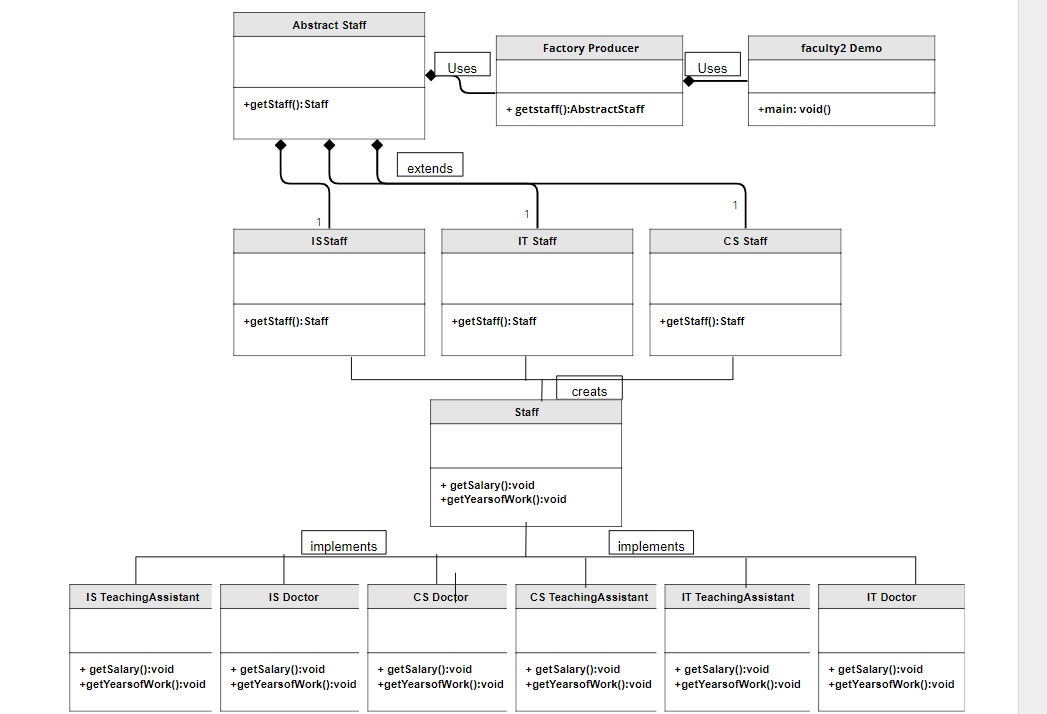 Abstract Staff
+getStaff(): Staff
Uses
Factory Producer
+ getstaff():AbstractStaff
Uses
faculty2 Demo
+main: void()
extends
1
1
1
ISStaff
+getStaff(): Staff
IT Staff
+getStaff(): Staff
CS Staff
+getStaff(): Staff
creats
Staff
+ getSalary():void
+getYearsofWork():void
implements
implements
IS TeachingAssistant
+ getSalary():void
+getYearsofWork():void
IS Doctor
+ getSalary():void
+getYearsofWork():void
CS Doctor
+ getSalary():void
+getYearsofWork():void
CS TeachingAssistant
+ getSalary():void
+getYearsofWork():void
IT TeachingAssistant
+ getSalary():void
+getYearsofWork():void
IT Doctor
+ getSalary():void
+getYearsofWork():void